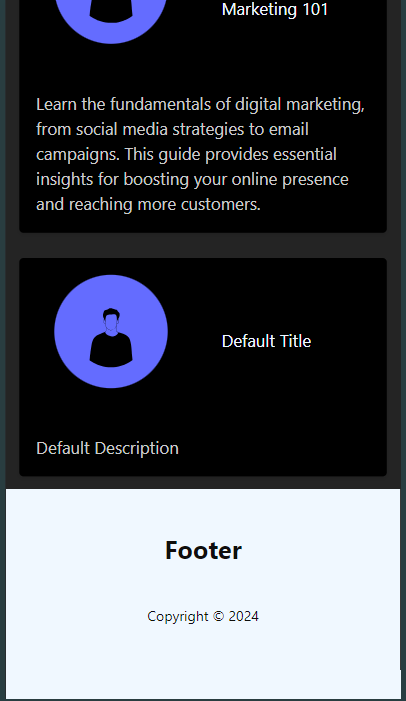 Marketing 101
Learn the fundamentals of digital marketing,
from social media strategies to email
campaigns. This guide provides essential
insights for boosting your online presence
and reaching more customers.
Default Title
Default Description
Footer
Copyright © 2024